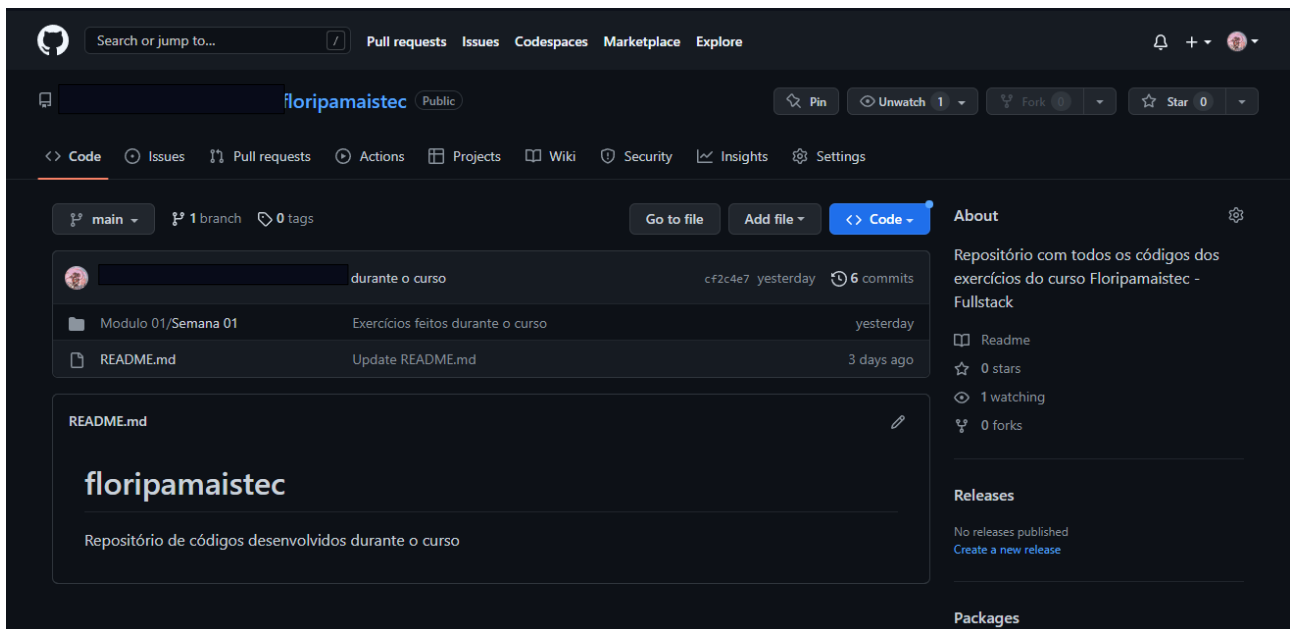 Search or jump to... / Pull requests Issues Codespaces Marketplace Explore
floripamaistec Public Pin Unwatch 1 Fork 0 Star 0
Code Issues Pull requests Actions Projects Wiki Security Insights Settings
main 1 branch 0 tags Go to file Add file Code
durante o curso cf2c4e7 yesterday 6 commits
Modulo 01/Semana 01 Exercícios feitos durante o curso yesterday
README.md Update README.md 3 days ago
README.md
floripamaistec
Repositório de códigos desenvolvidos durante o curso
About
Repositório com todos os códigos dos
exercícios do curso Floripamaistec -
Fullstack
Readme
0 stars
1 watching
0 forks
Releases
No releases published
Create a new release
Packages